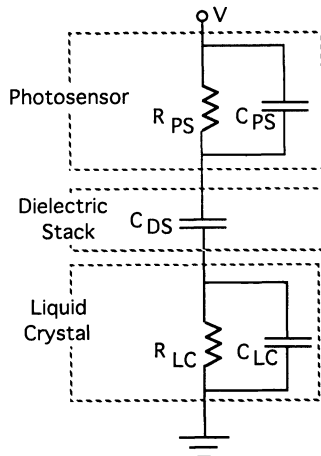 V
Photosensor
R PS
C PS
Dielectric
Stack
C DS
Liquid
Crystal
R LC
C LC